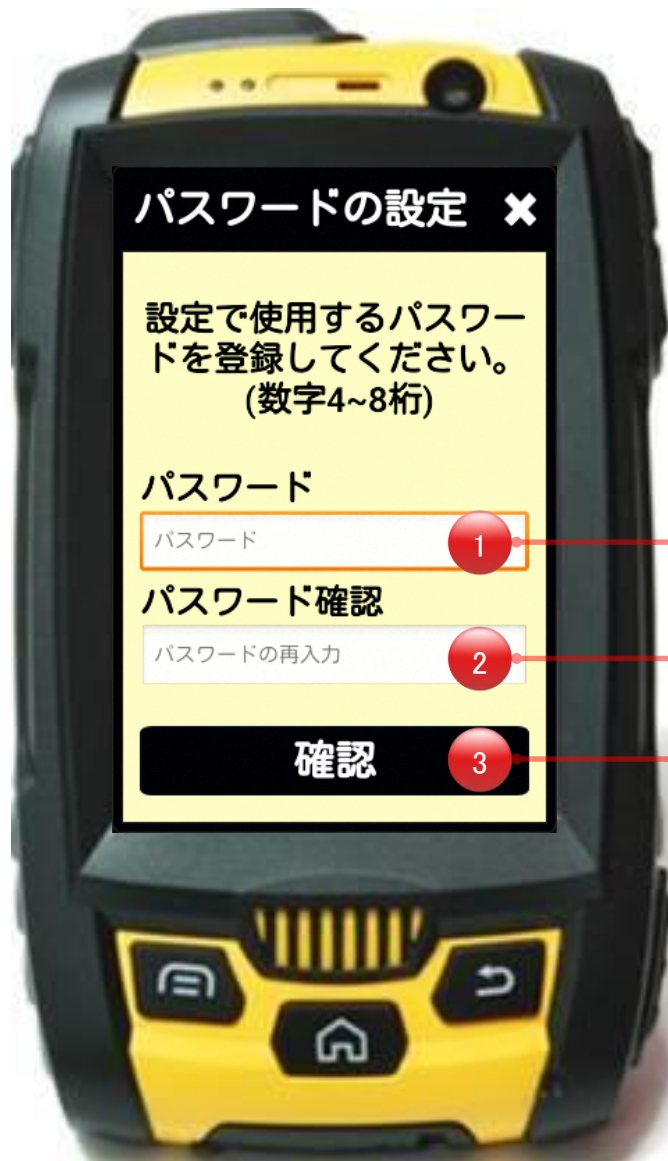 パスワードの設定 ✖
設定で使用するパスワー
ドを登録してください。
(数字4~8桁)
パスワード
パスワード 1
パスワード確認
パスワードの再入力 2
確認 3